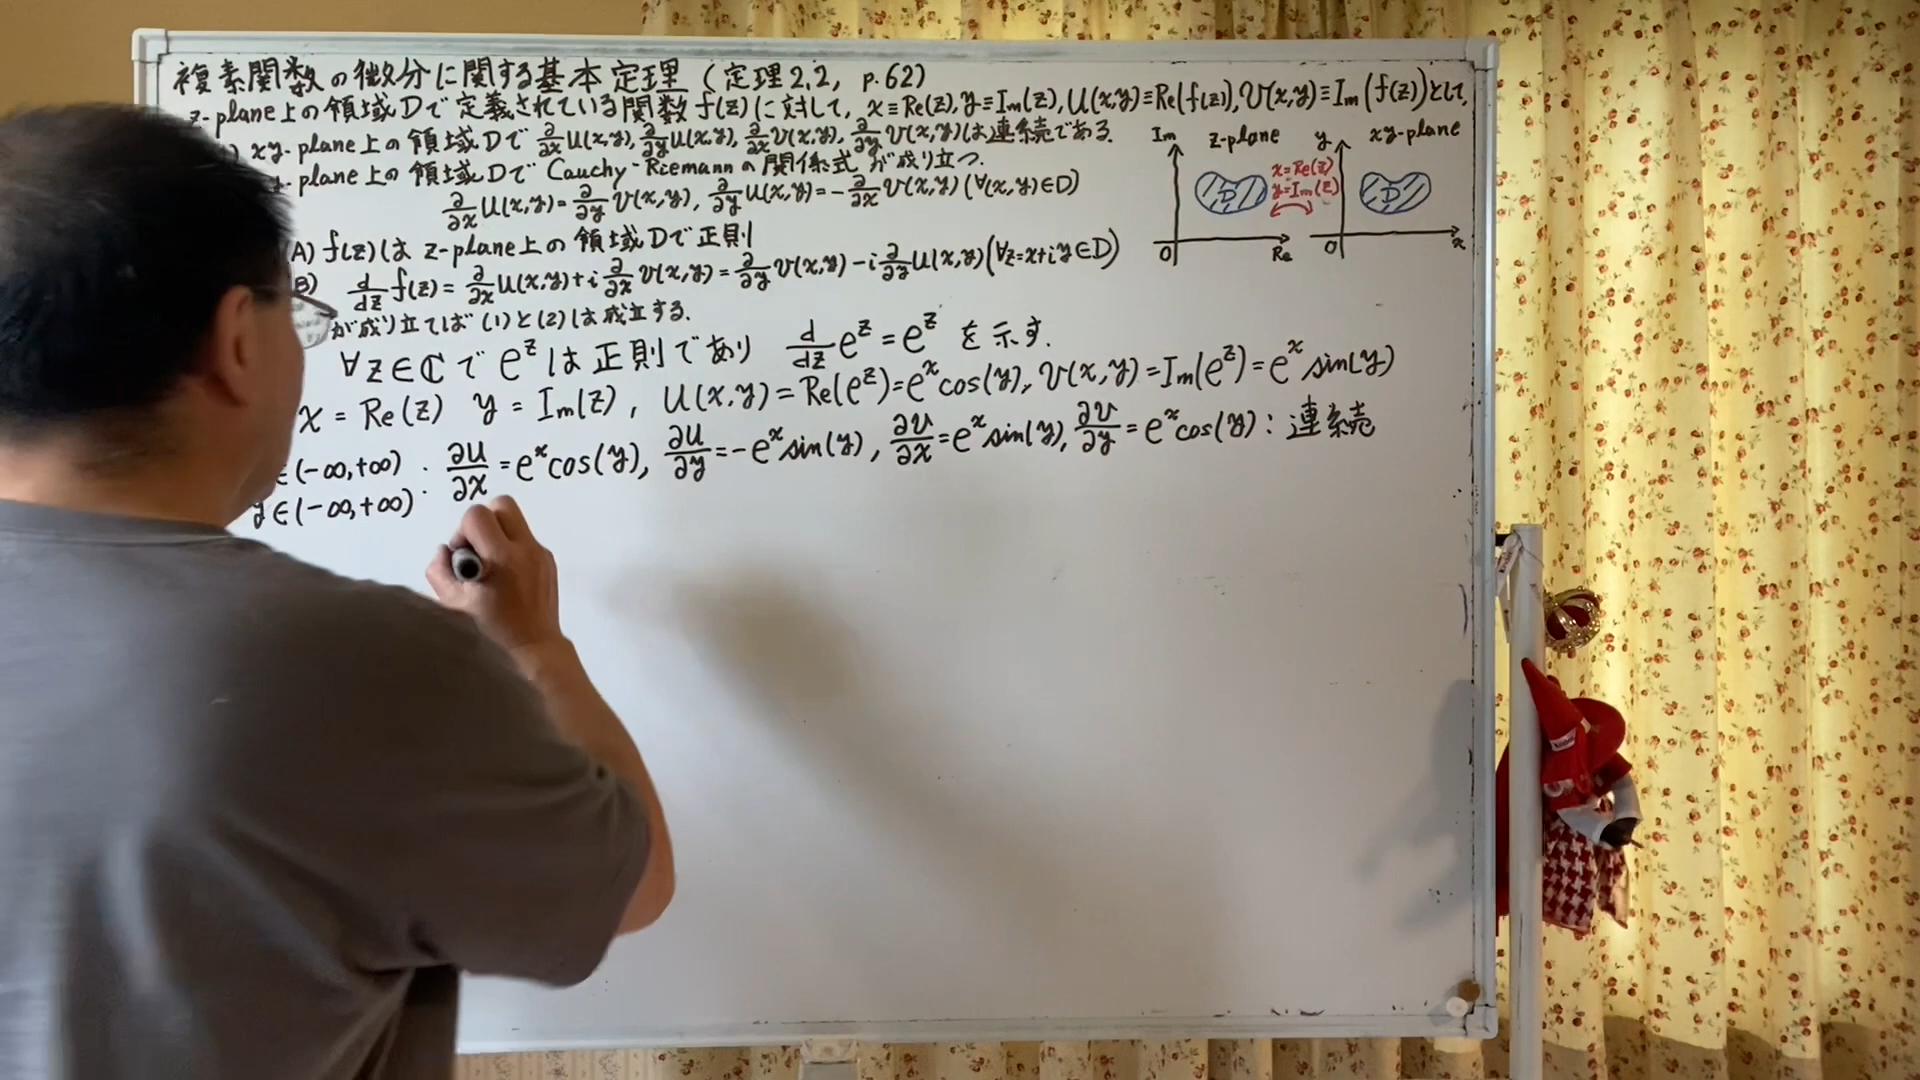 複素関数の微分に関する基本定理 (定理2.2, p.62)
z-plane上の領域Dで定義されている関数 f(z) に対して, x≡Re(z), y≡Im(z), U(x,y)≡Re(f(z)), V(x,y)≡Im(f(z))として,
) xy-plane上の領域Dで ∂/∂x U(x,y), ∂/∂y U(x,y), ∂/∂x V(x,y), ∂/∂y V(x,y)は連続である.
-plane上の領域Dで Cauchy-Riemannの関係式が成り立つ.
∂/∂x U(x,y)=∂/∂y V(x,y), ∂/∂y U(x,y)=-∂/∂x V(x,y) (∀(x,y)∈D)
(A) f(z)は z-plane上の領域Dで正則
B) d/dz f(z)=∂/∂x U(x,y)+i ∂/∂x V(x,y)=∂/∂y V(x,y)-i ∂/∂y U(x,y) (∀z=x+iy∈D)
が成り立てば (1)と(2)は成立する.
Im z-plane y xy-plane
x=Re(z)
y=Im(z)
D D
0 Re 0 x
∀z∈ℂで e^z は正則であり d/dz e^z = e^z を示す.
x = Re(z) y = Im(z), U(x,y)=Re(e^z)=e^x cos(y), V(x,y)=Im(e^z)=e^x sin(y)
∈(-∞,+∞) . ∂U/∂x=e^x cos(y), ∂U/∂y=-e^x sin(y), ∂V/∂x=e^x sin(y), ∂V/∂y=e^x cos(y) : 連続
y∈(-∞,+∞) .